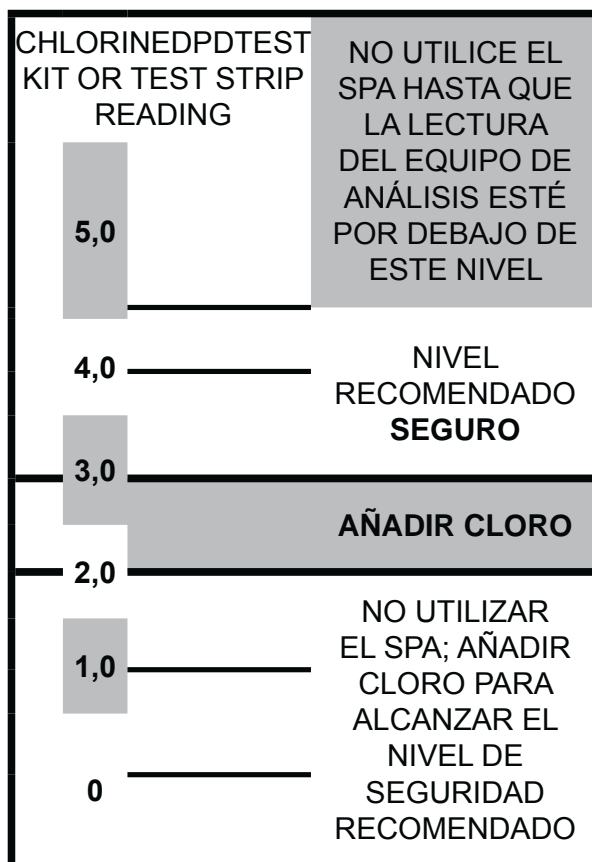 CHLORINEDPDTEST
KIT OR TEST STRIP
READING
NO UTILICE EL
SPA HASTA QUE
LA LECTURA
DEL EQUIPO DE
ANÁLISIS ESTÉ
POR DEBAJO DE
ESTE NIVEL
5,0
4,0
NIVEL
RECOMENDADO
SEGURO
3,0
AÑADIR CLORO
2,0
NO UTILIZAR
EL SPA; AÑADIR
CLORO PARA
ALCANZAR EL
NIVEL DE
SEGURIDAD
RECOMENDADO
1,0
0